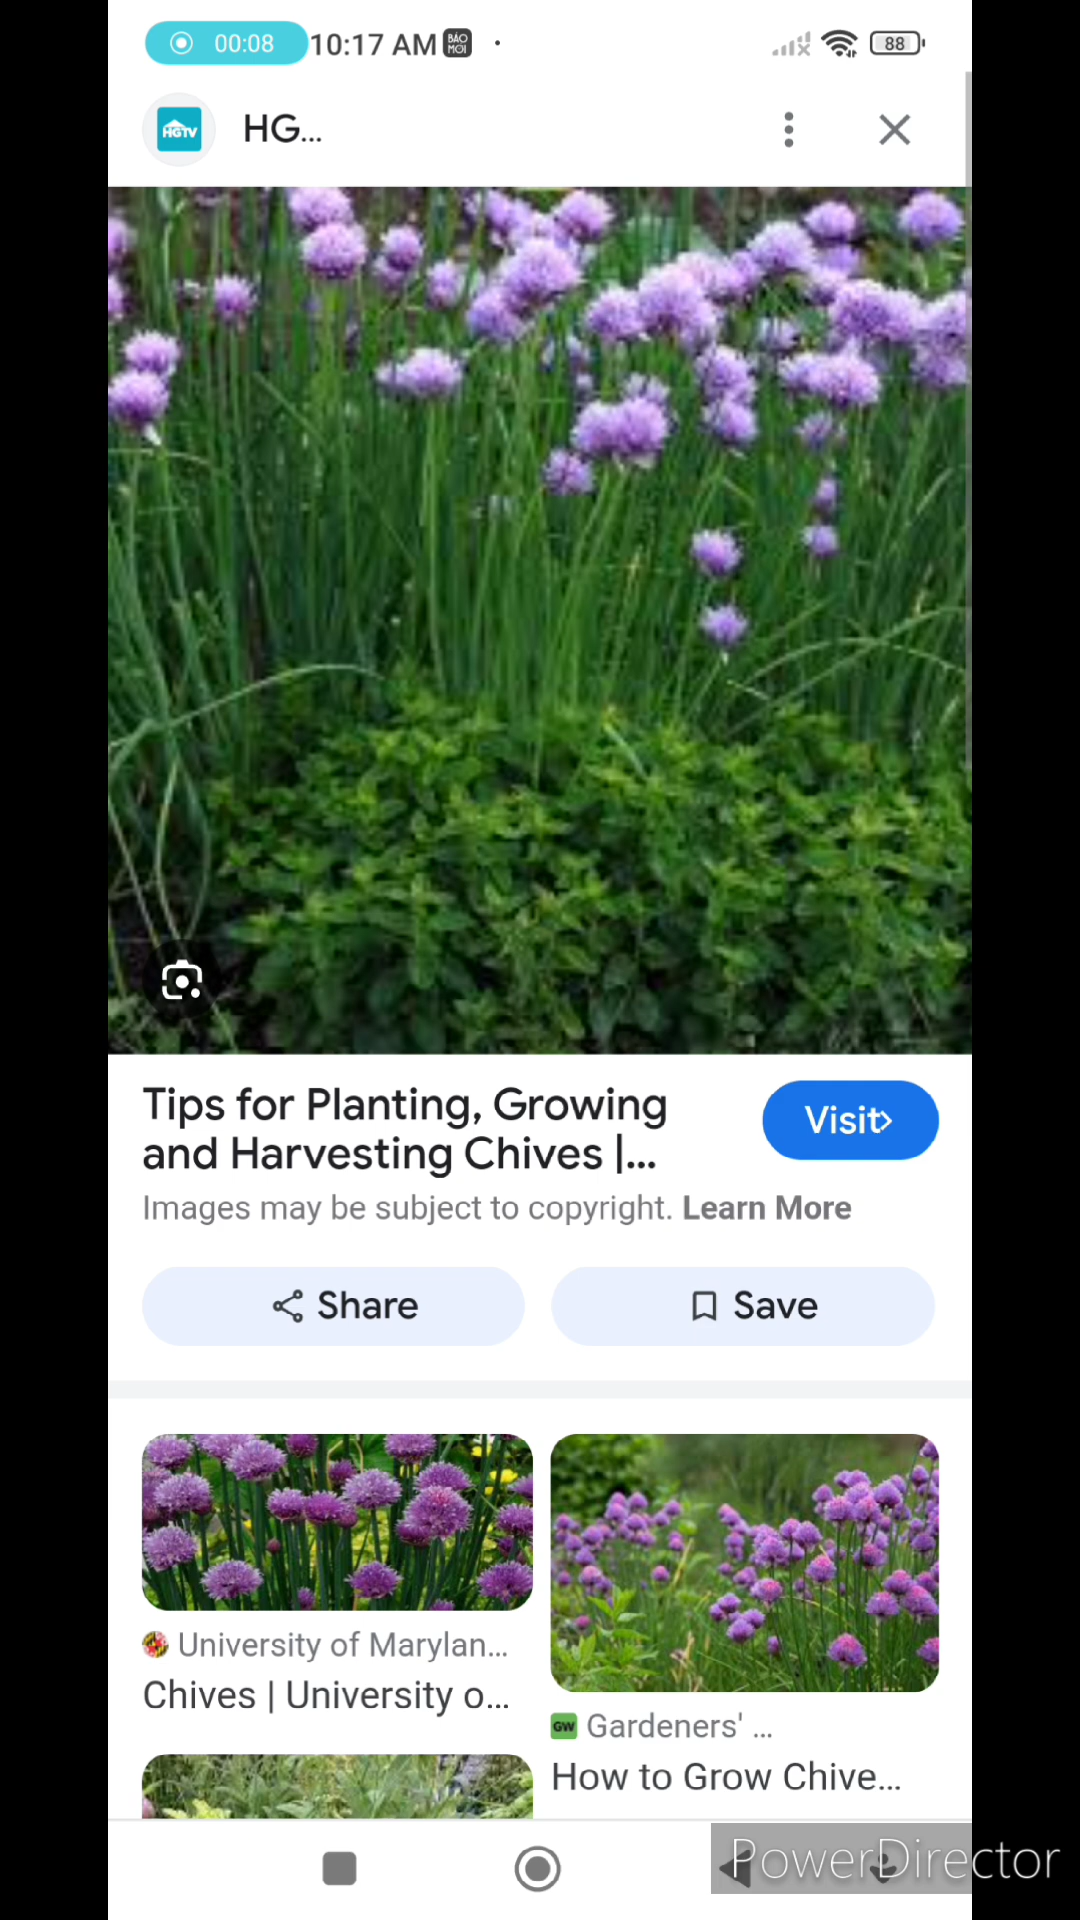 00:08 10:17 AM BÁO MỚI 88
HGTV HG...
Tips for Planting, Growing
and Harvesting Chives |...
Visit>
Images may be subject to copyright. Learn More
Share
Save
University of Marylan...
Chives | University o...
GW Gardeners' ...
How to Grow Chive...
PowerDirector